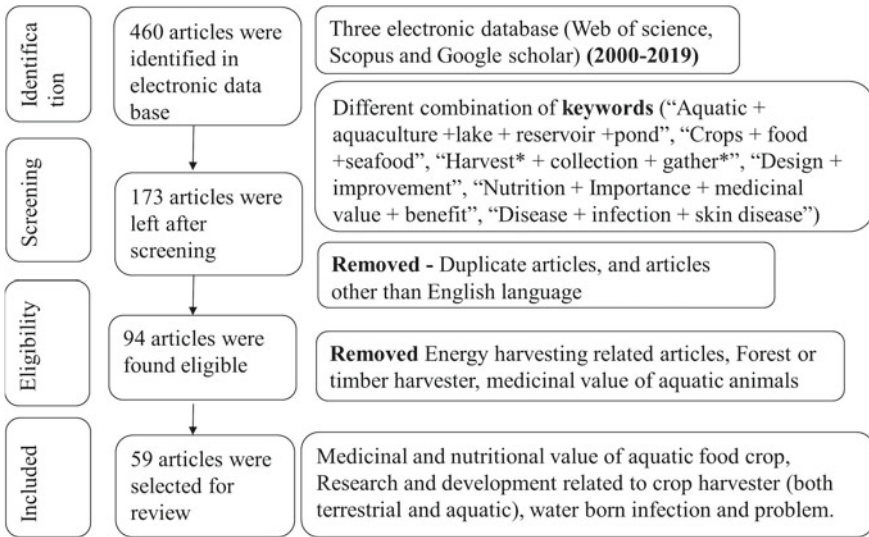 Identifica
tion
460 articles were
identified in
electronic data
base
Three electronic database (Web of science,
Scopus and Google scholar) (2000-2019)
Different combination of keywords (“Aquatic +
aquaculture +lake + reservoir +pond”, “Crops + food
+seafood”, “Harvest* + collection + gather*”, “Design +
improvement”, “Nutrition + Importance + medicinal
value + benefit”, “Disease + infection + skin disease”)
Screening
173 articles were
left after
screening
Removed - Duplicate articles, and articles
other than English language
Eligibility
94 articles were
found eligible
Removed Energy harvesting related articles, Forest or
timber harvester, medicinal value of aquatic animals
Included
59 articles were
selected for
review
Medicinal and nutritional value of aquatic food crop,
Research and development related to crop harvester (both
terrestrial and aquatic), water born infection and problem.